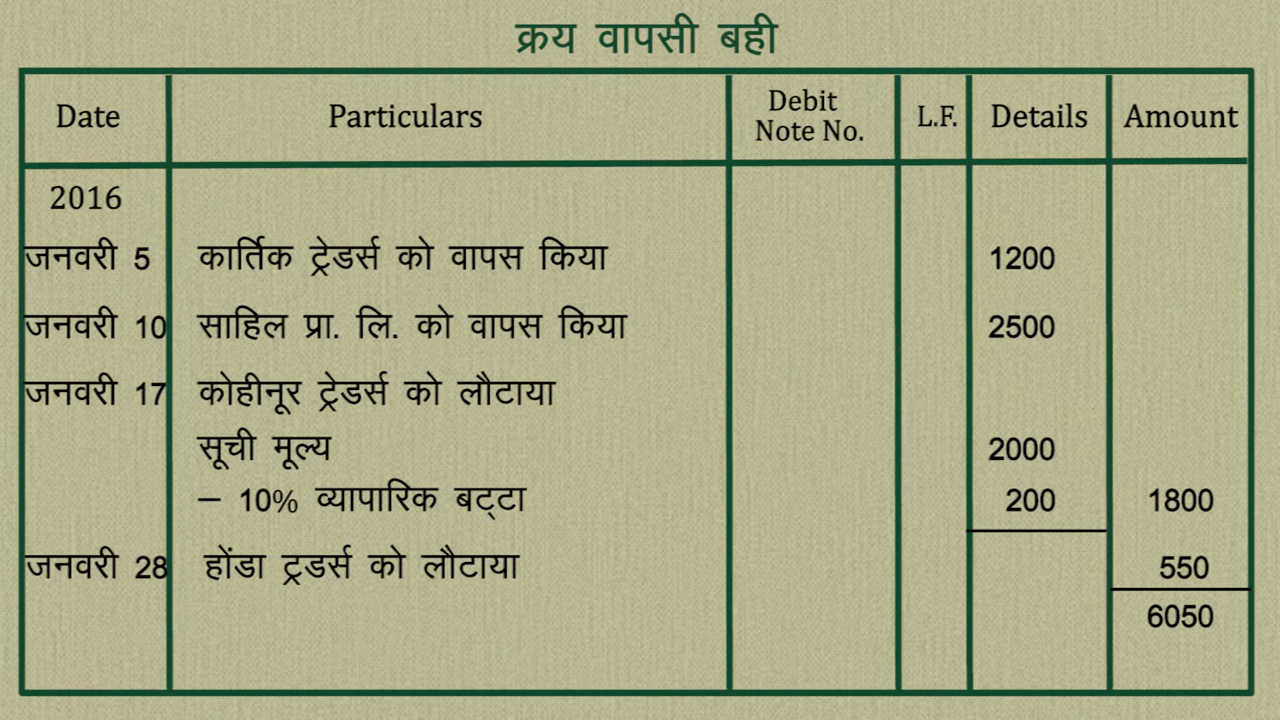 क्रय वापसी बही
Date Particulars Debit Note No. L.F. Details Amount
2016
जनवरी 5 कार्तिक ट्रेडर्स को वापस किया 1200
जनवरी 10 साहिल प्रा. लि. को वापस किया 2500
जनवरी 17 कोहीनूर ट्रेडर्स को लौटाया
सूची मूल्य 2000
– 10% व्यापारिक बट्‌टा 200 1800
जनवरी 28 होंडा ट्रडर्स को लौटाया 550
6050